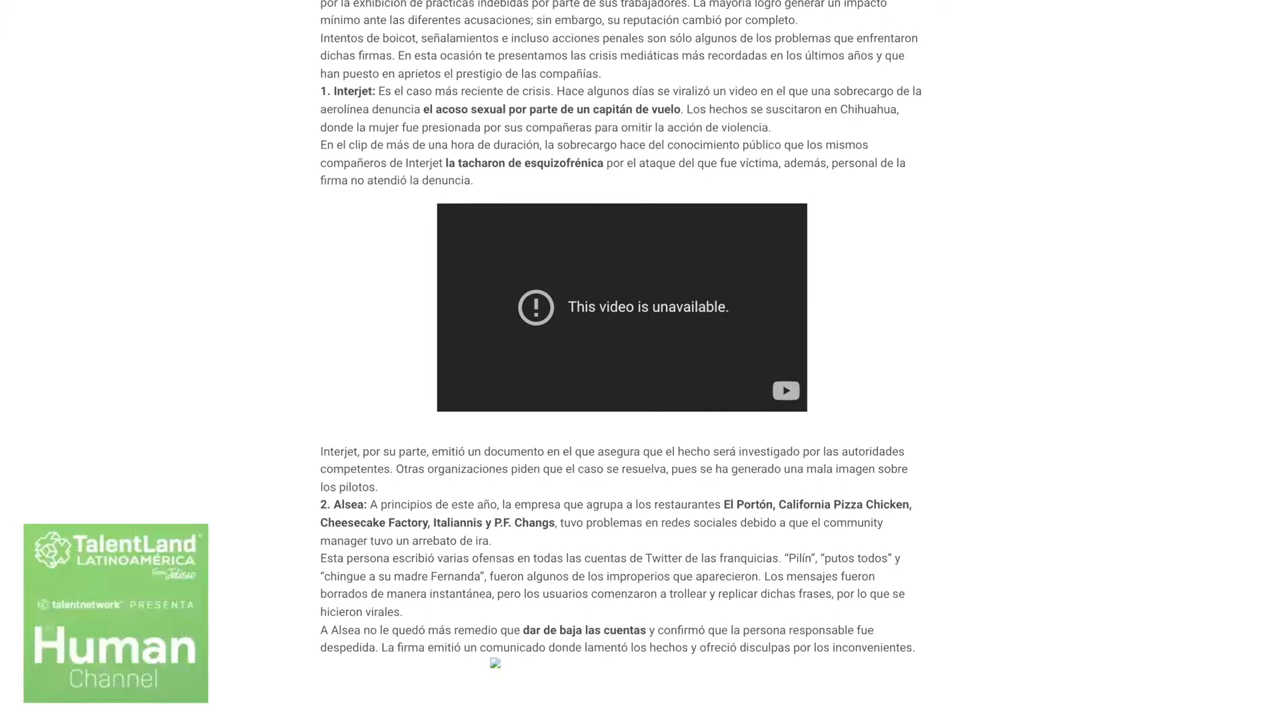 por la exhibición de prácticas indebidas por parte de sus trabajadores. La mayoría logró generar un impacto
mínimo ante las diferentes acusaciones; sin embargo, su reputación cambió por completo.
Intentos de boicot, señalamientos e incluso acciones penales son sólo algunos de los problemas que enfrentaron
dichas firmas. En esta ocasión te presentamos las crisis mediáticas más recordadas en los últimos años y que
han puesto en aprietos el prestigio de las compañías.
1. Interjet: Es el caso más reciente de crisis. Hace algunos días se viralizó un video en el que una sobrecargo de la
aerolínea denuncia el acoso sexual por parte de un capitán de vuelo. Los hechos se suscitaron en Chihuahua,
donde la mujer fue presionada por sus compañeras para omitir la acción de violencia.
En el clip de más de una hora de duración, la sobrecargo hace del conocimiento público que los mismos
compañeros de Interjet la tacharon de esquizofrénica por el ataque del que fue víctima, además, personal de la
firma no atendió la denuncia.
This video is unavailable.
Interjet, por su parte, emitió un documento en el que asegura que el hecho será investigado por las autoridades
competentes. Otras organizaciones piden que el caso se resuelva, pues se ha generado una mala imagen sobre
los pilotos.
2. Alsea: A principios de este año, la empresa que agrupa a los restaurantes El Portón, California Pizza Chicken,
Cheesecake Factory, Italiannis y P.F. Changs, tuvo problemas en redes sociales debido a que el community
manager tuvo un arrebato de ira.
Esta persona escribió varias ofensas en todas las cuentas de Twitter de las franquicias. “Pilín”, “putos todos” y
“chingue a su madre Fernanda”, fueron algunos de los improperios que aparecieron. Los mensajes fueron
borrados de manera instantánea, pero los usuarios comenzaron a trollear y replicar dichas frases, por lo que se
hicieron virales.
A Alsea no le quedó más remedio que dar de baja las cuentas y confirmó que la persona responsable fue
despedida. La firma emitió un comunicado donde lamentó los hechos y ofreció disculpas por los inconvenientes.
TalentLand
LATINOAMÉRICA
from Jalisco
talentnetwork PRESENTA
Human
Channel